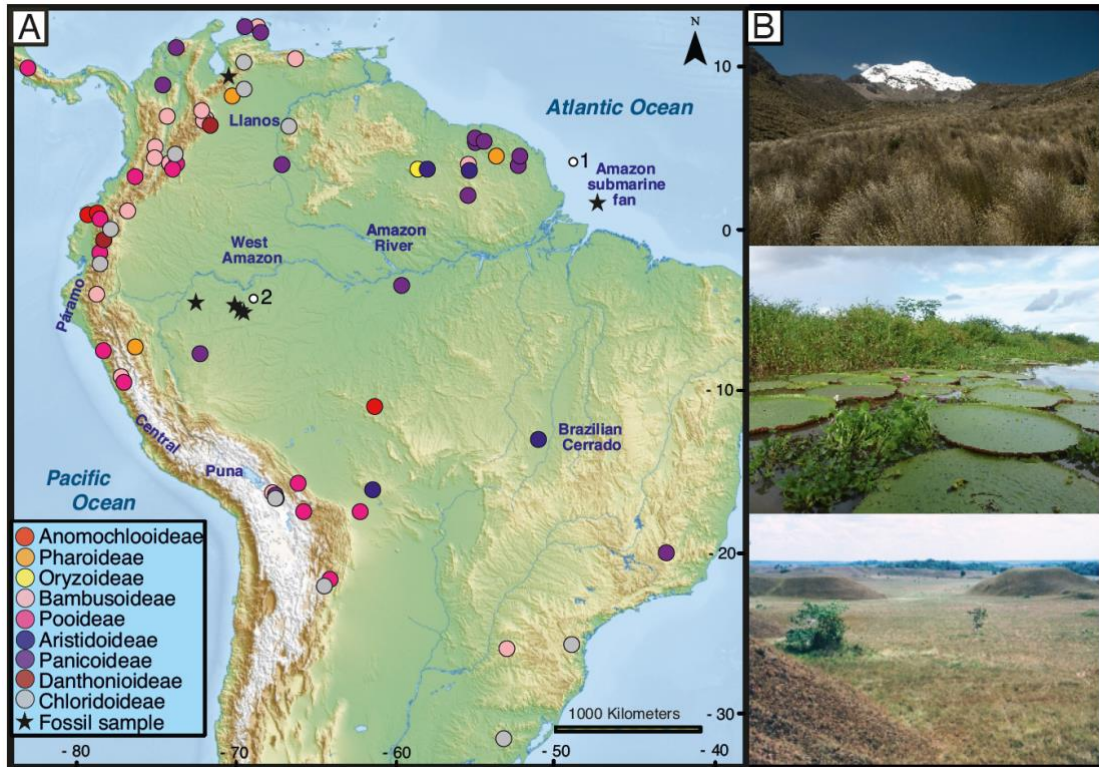 A
B
N
10
Atlantic Ocean
Llanos
1
Amazon
submarine
fan
0
West
Amazon
Amazon
River
2
Páramo
- 10
Central
Brazilian
Cerrado
Puna
Pacific
Ocean
- 20
Anomochlooideae
Pharoideae
Oryzoideae
Bambusoideae
Pooideae
Aristidoideae
Panicoideae
Danthonioideae
Chloridoideae
Fossil sample
1000 Kilometers
- 30
- 80
- 70
- 60
- 50
- 40